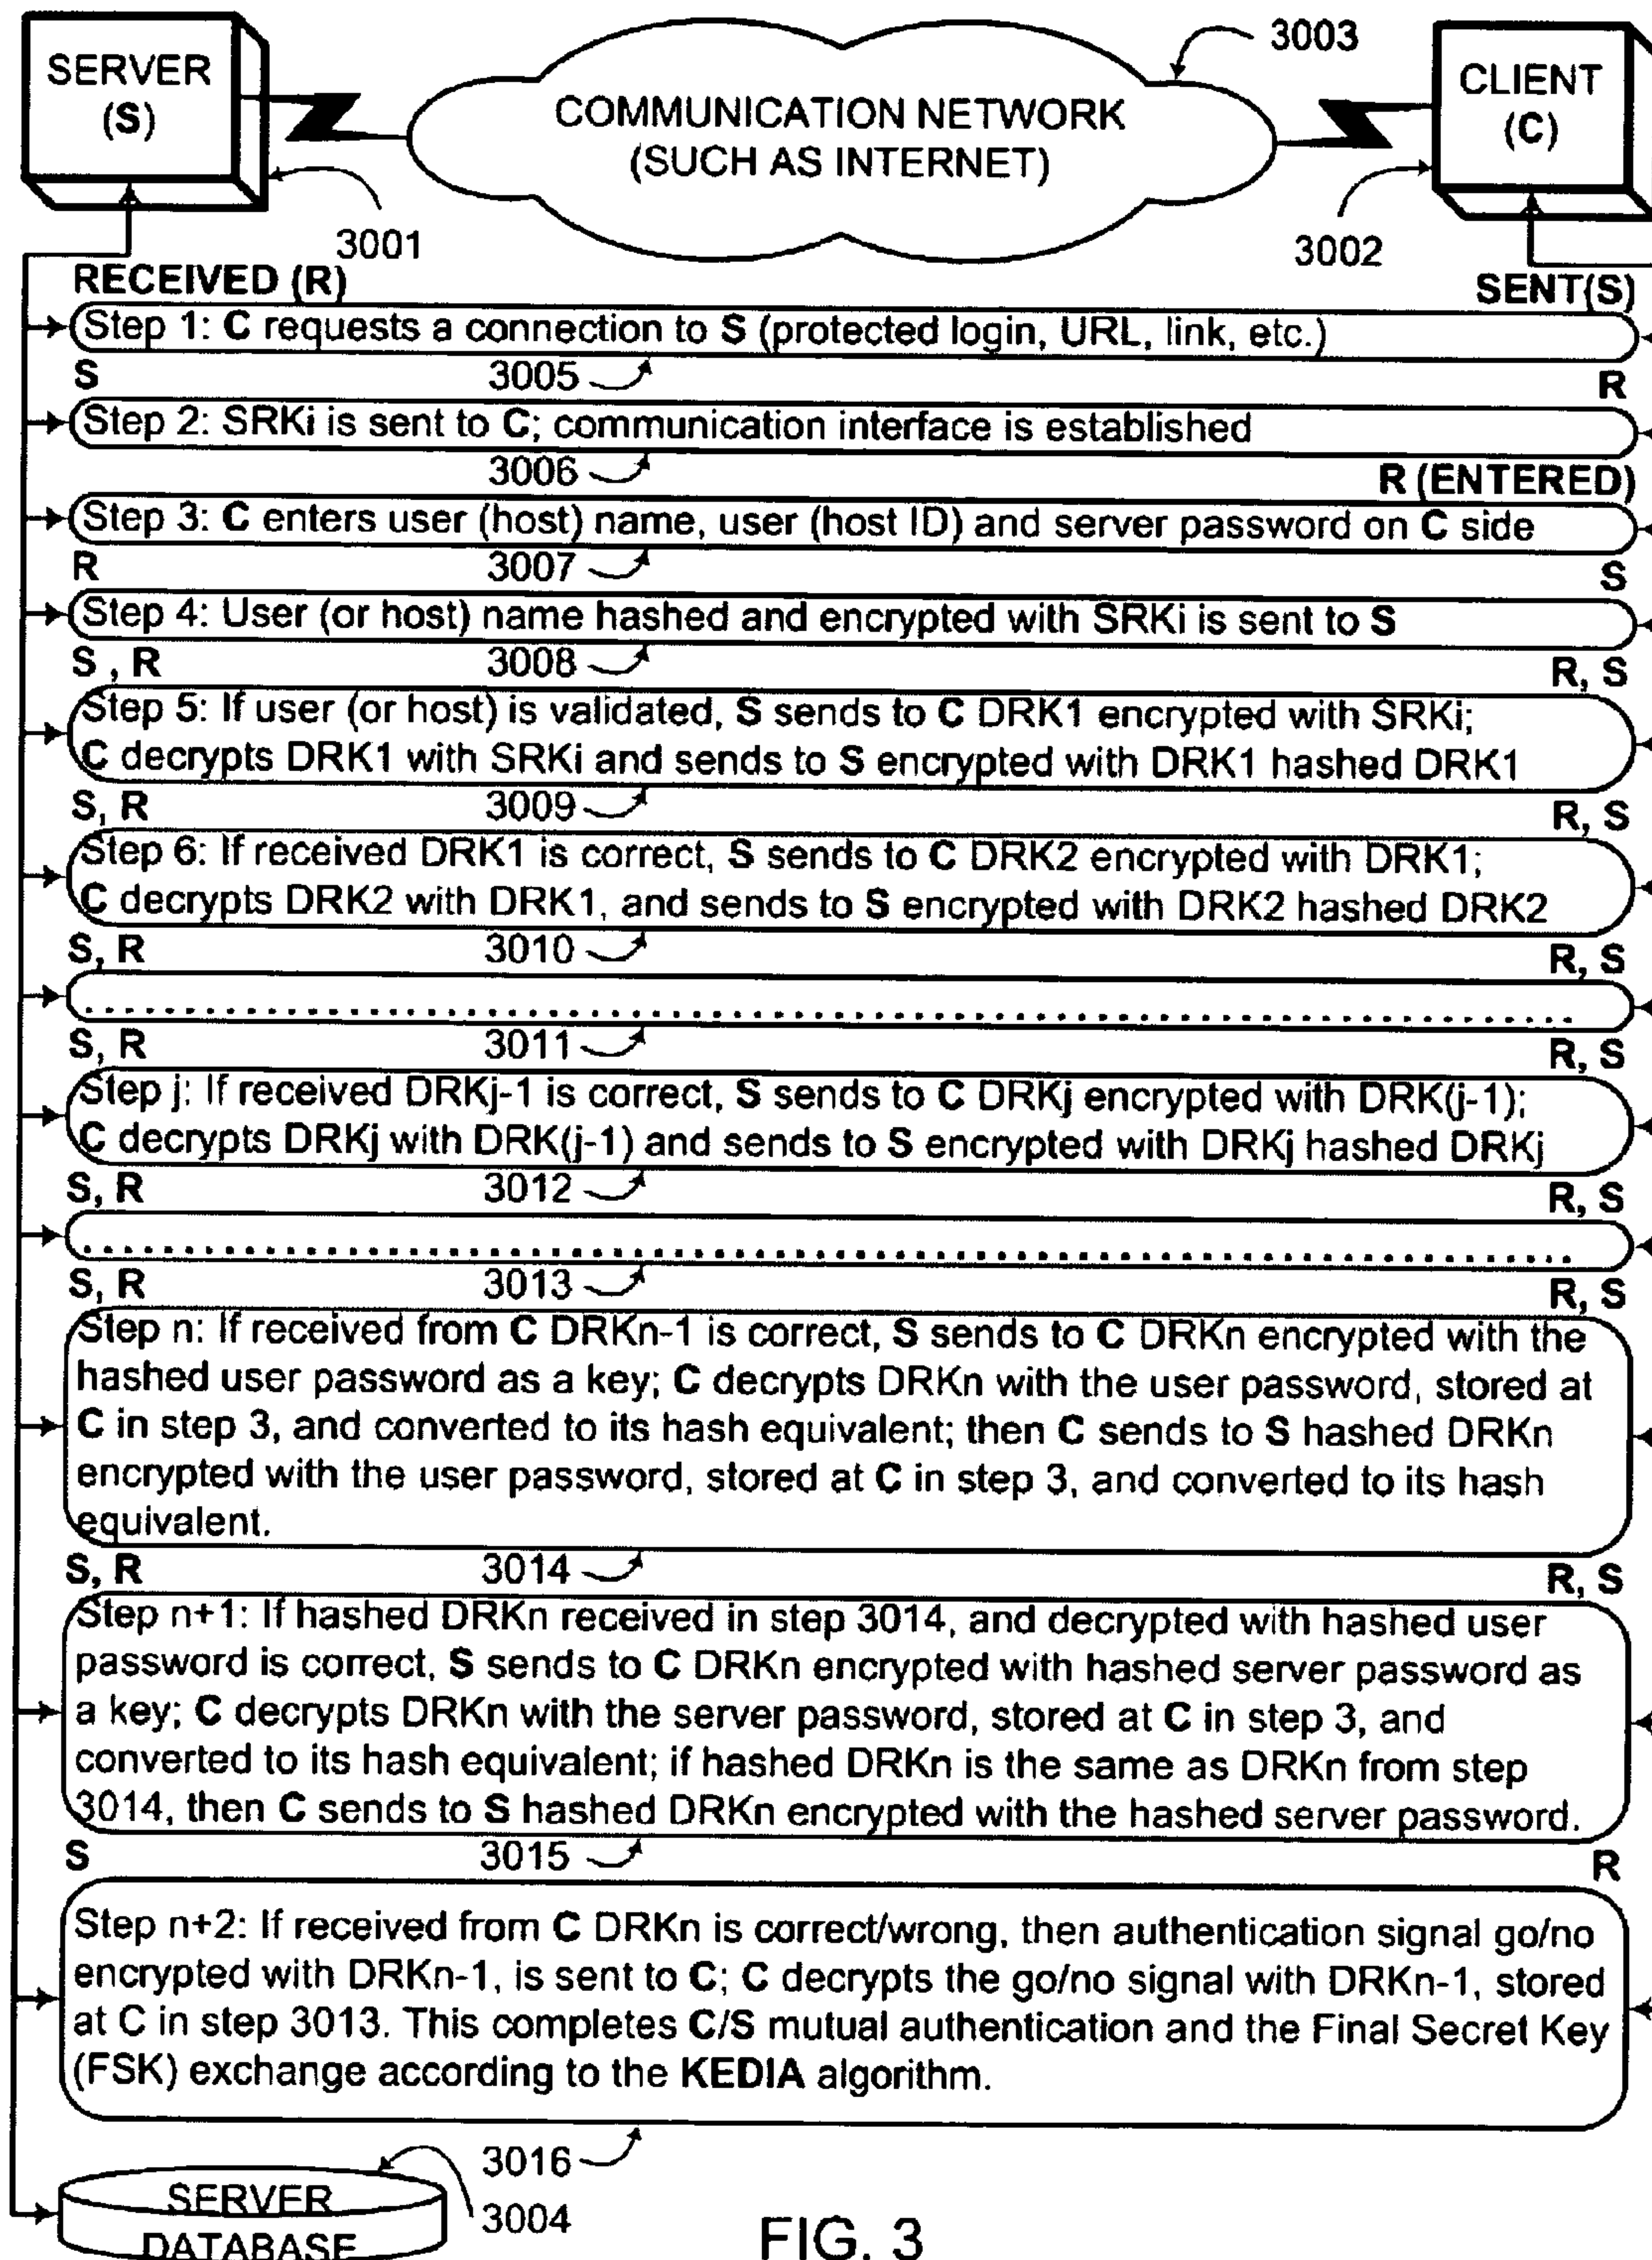 SERVER
(S)
COMMUNICATION NETWORK
(SUCH AS INTERNET)
3003
CLIENT
(C)
3001
3002
RECEIVED (R)
SENT(S)
Step 1: C requests a connection to S (protected login, URL, link, etc.)
S
3005
R
Step 2: SRKi is sent to C; communication interface is established
3006
R (ENTERED)
Step 3: C enters user (host) name, user (host ID) and server password on C side
R
3007
S
Step 4: User (or host) name hashed and encrypted with SRKi is sent to S
S , R
3008
R, S
Step 5: If user (or host) is validated, S sends to C DRK1 encrypted with SRKi;
C decrypts DRK1 with SRKi and sends to S encrypted with DRK1 hashed DRK1
S, R
3009
R, S
Step 6: If received DRK1 is correct, S sends to C DRK2 encrypted with DRK1;
C decrypts DRK2 with DRK1, and sends to S encrypted with DRK2 hashed DRK2
S, R
3010
R, S
S, R
3011
R, S
Step j: If received DRKj-1 is correct, S sends to C DRKj encrypted with DRK(j-1);
C decrypts DRKj with DRK(j-1) and sends to S encrypted with DRKj hashed DRKj
S, R
3012
R, S
S, R
3013
R, S
Step n: If received from C DRKn-1 is correct, S sends to C DRKn encrypted with the
hashed user password as a key; C decrypts DRKn with the user password, stored at
C in step 3, and converted to its hash equivalent; then C sends to S hashed DRKn
encrypted with the user password, stored at C in step 3, and converted to its hash
equivalent.
S, R
3014
R, S
Step n+1: If hashed DRKn received in step 3014, and decrypted with hashed user
password is correct, S sends to C DRKn encrypted with hashed server password as
a key; C decrypts DRKn with the server password, stored at C in step 3, and
converted to its hash equivalent; if hashed DRKn is the same as DRKn from step
3014, then C sends to S hashed DRKn encrypted with the hashed server password.
S
3015
R
Step n+2: If received from C DRKn is correct/wrong, then authentication signal go/no
encrypted with DRKn-1, is sent to C; C decrypts the go/no signal with DRKn-1, stored
at C in step 3013. This completes C/S mutual authentication and the Final Secret Key
(FSK) exchange according to the KEDIA algorithm.
3016
SERVER
DATABASE
3004
FIG. 3